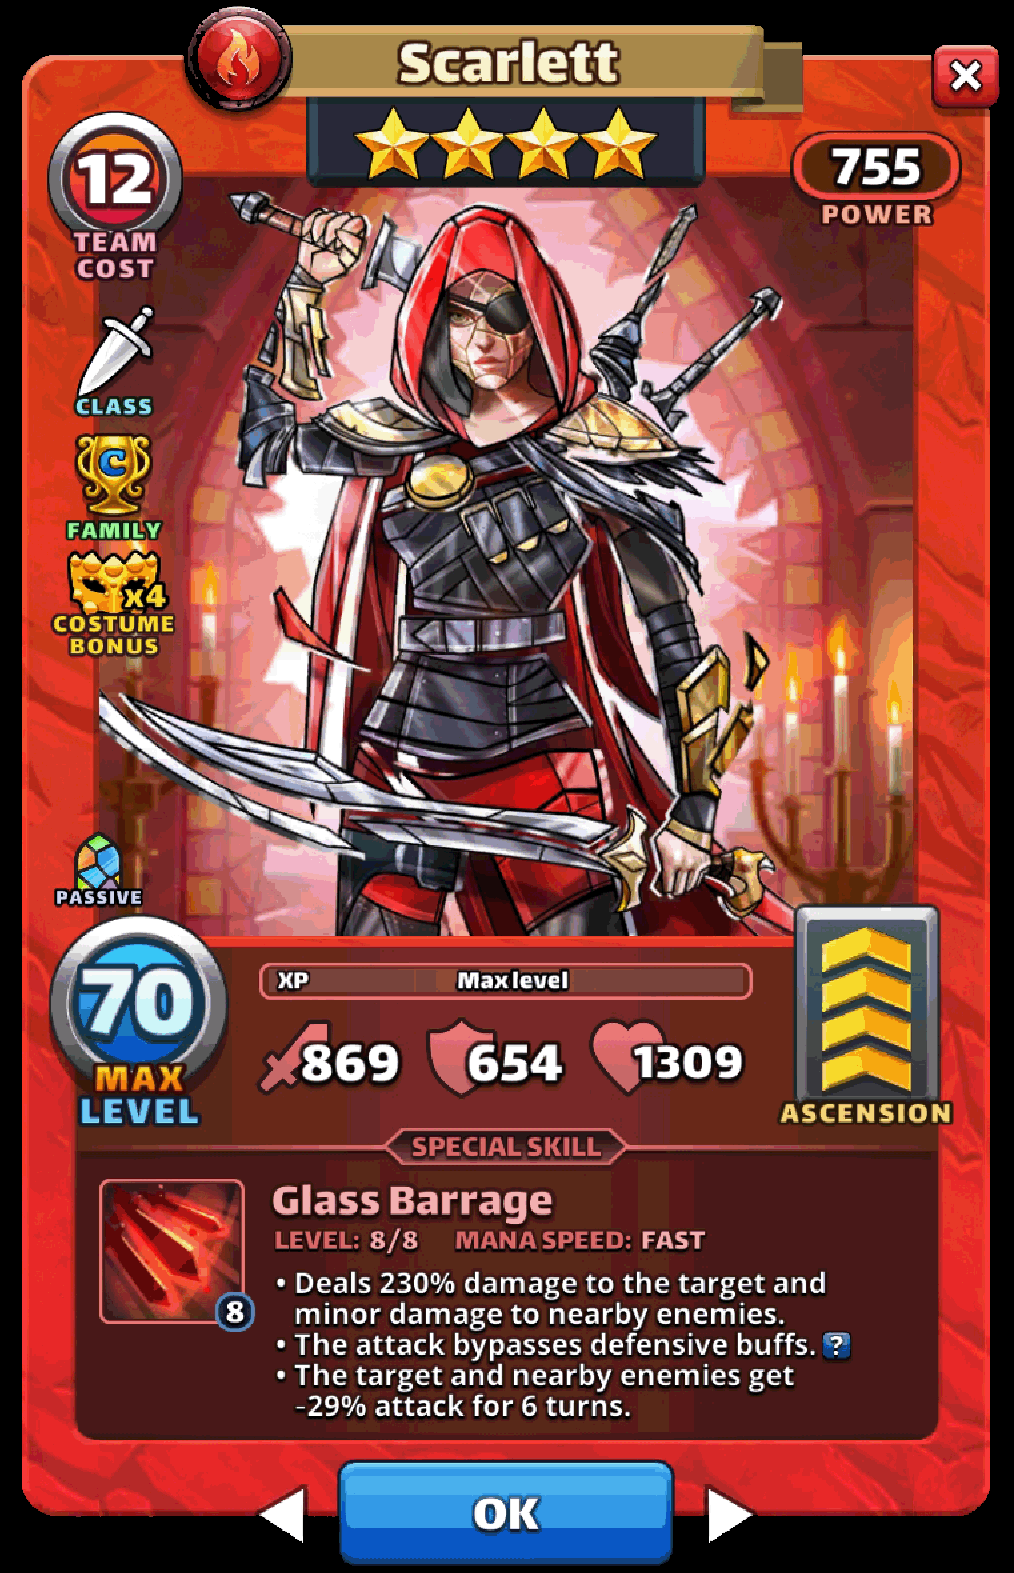 Scarlett
12
TEAM
COST
755
POWER
CLASS
C
FAMILY
x4
COSTUME
BONUS
PASSIVE
70
MAX
LEVEL
XP Max level
869 654 1309
ASCENSION
SPECIAL SKILL
Glass Barrage
LEVEL: 8/8 MANA SPEED: FAST
8
• Deals 230% damage to the target and
minor damage to nearby enemies.
• The attack bypasses defensive buffs. ?
• The target and nearby enemies get
-29% attack for 6 turns.
OK